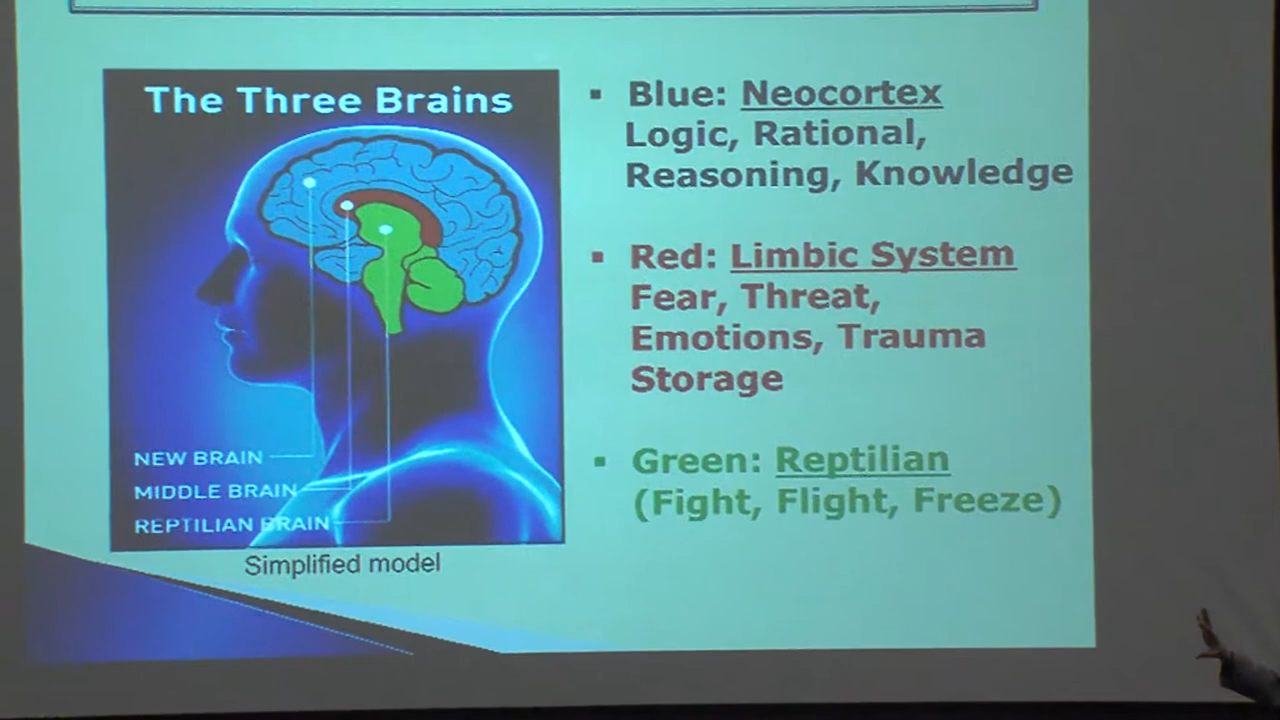 The Three Brains
NEW BRAIN
MIDDLE BRAIN
REPTILIAN BRAIN
Simplified model
▪ Blue: Neocortex
Logic, Rational,
Reasoning, Knowledge
▪ Red: Limbic System
Fear, Threat,
Emotions, Trauma
Storage
▪ Green: Reptilian
(Fight, Flight, Freeze)